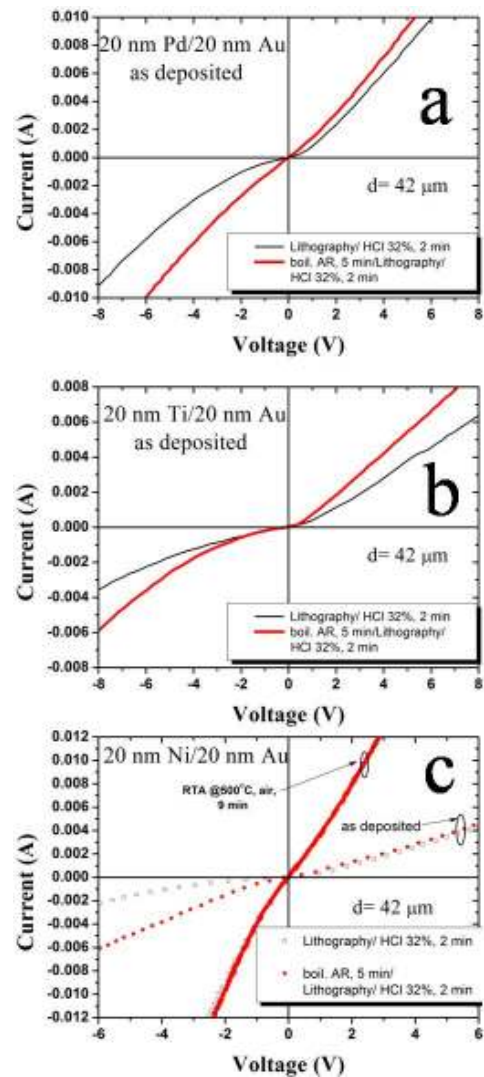 0.010
0.008
0.006
0.004
0.002
0.000
-0.002
-0.004
-0.006
-0.008
-0.010
Current (A)
20 nm Pd/20 nm Au
as deposited
a
d= 42 μm
Lithography/ HCl 32%, 2 min
boil. AR, 5 min/Lithography/
HCl 32%, 2 min
-8 -6 -4 -2 0 2 4 6 8
Voltage (V)
0.008
0.006
0.004
0.002
0.000
-0.002
-0.004
-0.006
-0.008
Current (A)
20 nm Ti/20 nm Au
as deposited
b
d= 42 μm
Lithography/ HCl 32%, 2 min
boil. AR, 5 min/Lithography/
HCl 32%, 2 min
-8 -6 -4 -2 0 2 4 6 8
Voltage (V)
0.012
0.010
0.008
0.006
0.004
0.002
0.000
-0.002
-0.004
-0.006
-0.008
-0.010
-0.012
Current (A)
20 nm Ni/20 nm Au
c
RTA @500°C, air,
9 min
as deposited
d= 42 μm
Lithography/ HCl 32%, 2 min
boil. AR, 5 min/
Lithography/ HCl 32%, 2 min
-6 -4 -2 0 2 4 6
Voltage (V)